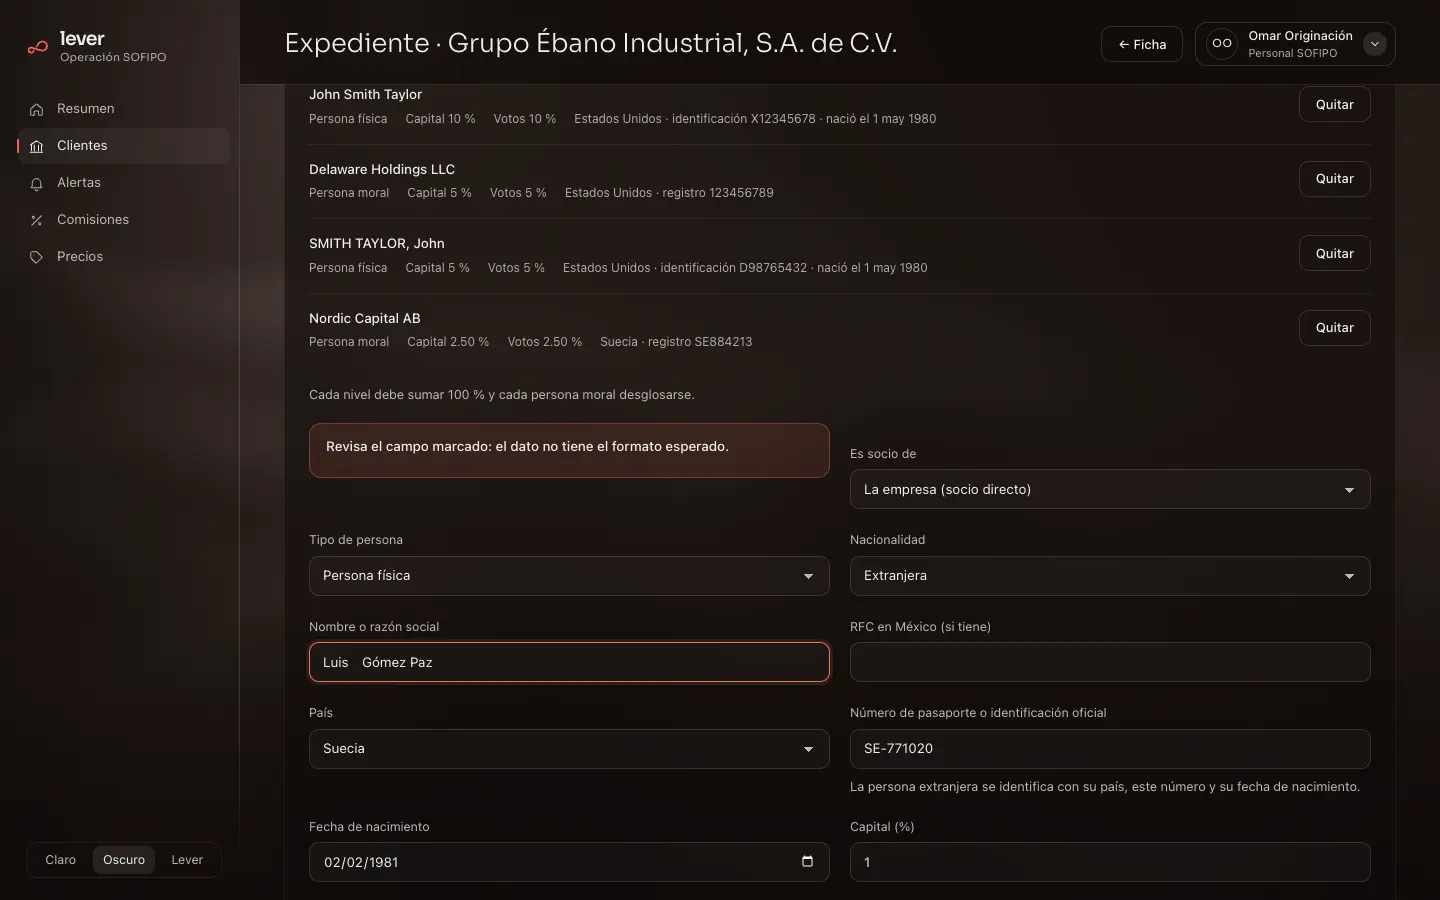 lever
Operación SOFIPO
Resumen
Clientes
Alertas
Comisiones
Precios
Claro Oscuro Lever
Expediente · Grupo Ébano Industrial, S.A. de C.V.
← Ficha
OO
Omar Originación
Personal SOFIPO
John Smith Taylor
Persona física Capital 10 % Votos 10 % Estados Unidos · identificación X12345678 · nació el 1 may 1980
Quitar
Delaware Holdings LLC
Persona moral Capital 5 % Votos 5 % Estados Unidos · registro 123456789
Quitar
SMITH TAYLOR, John
Persona física Capital 5 % Votos 5 % Estados Unidos · identificación D98765432 · nació el 1 may 1980
Quitar
Nordic Capital AB
Persona moral Capital 2.50 % Votos 2.50 % Suecia · registro SE884213
Quitar
Cada nivel debe sumar 100 % y cada persona moral desglosarse.
Revisa el campo marcado: el dato no tiene el formato esperado.
Es socio de
La empresa (socio directo)
Tipo de persona
Persona física
Nacionalidad
Extranjera
Nombre o razón social
Luis   Gómez Paz
RFC en México (si tiene)
País
Suecia
Número de pasaporte o identificación oficial
SE-771020
La persona extranjera se identifica con su país, este número y su fecha de nacimiento.
Fecha de nacimiento
02/02/1981
Capital (%)
1